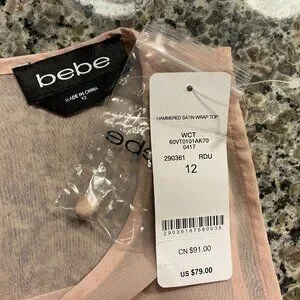 bebe
MADE IN CHINA
12
HAMMERED SATIN WRAP TOP
WCT
60VT0101AK70
0417
290361 RDU
12
CN $91.00
US $79.00